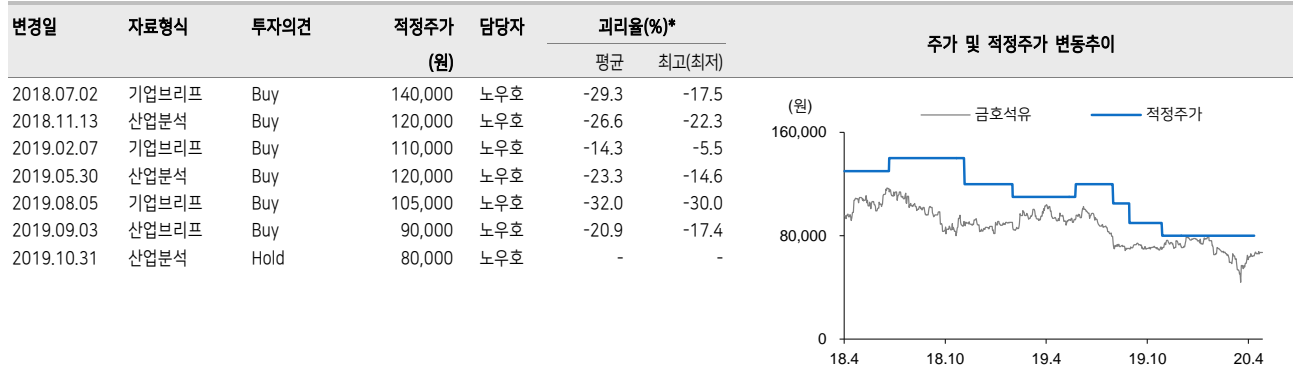 변경일 자료형식 투자의견 적정주가 담당자 괴리율(%)* 주가 및 적정주가 변동추이
(원) 평균 최고(최저)
2018.07.02 기업브리프 Buy 140,000 노우호 -29.3 -17.5
2018.11.13 산업분석 Buy 120,000 노우호 -26.6 -22.3
2019.02.07 기업브리프 Buy 110,000 노우호 -14.3 -5.5
2019.05.30 산업분석 Buy 120,000 노우호 -23.3 -14.6
2019.08.05 기업브리프 Buy 105,000 노우호 -32.0 -30.0
2019.09.03 산업브리프 Buy 90,000 노우호 -20.9 -17.4
2019.10.31 산업분석 Hold 80,000 노우호 - -
(원) 금호석유 적정주가
160,000
80,000
0
18.4 18.10 19.4 19.10 20.4